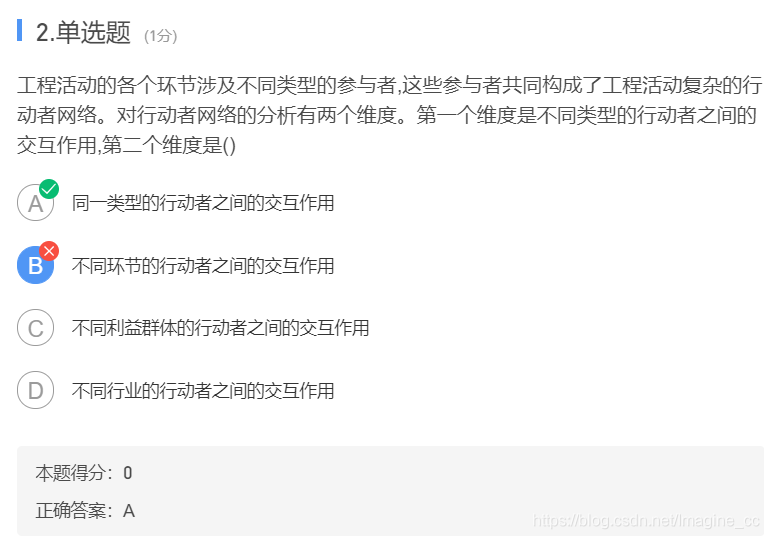 2.单选题 (1分)
工程活动的各个环节涉及不同类型的参与者,这些参与者共同构成了工程活动复杂的行
动者网络。对行动者网络的分析有两个维度。第一个维度是不同类型的行动者之间的
交互作用,第二个维度是()
A 同一类型的行动者之间的交互作用
B 不同环节的行动者之间的交互作用
C 不同利益群体的行动者之间的交互作用
D 不同行业的行动者之间的交互作用
本题得分：0
正确答案：A
https://blog.csdn.net/Imagine_cc